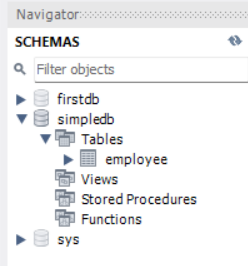 Navigator
SCHEMAS
Filter objects
firstdb
simpledb
Tables
employee
Views
Stored Procedures
Functions
sys